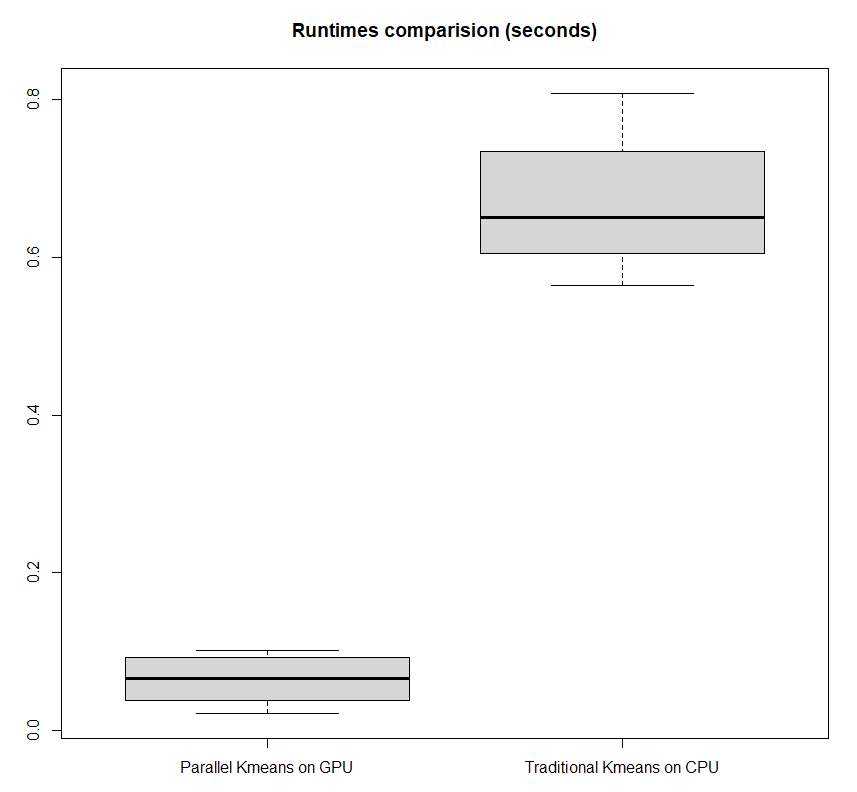 Runtimes comparision (seconds)
0.8
0.6
0.4
0.2
0.0
Parallel Kmeans on GPU
Traditional Kmeans on CPU